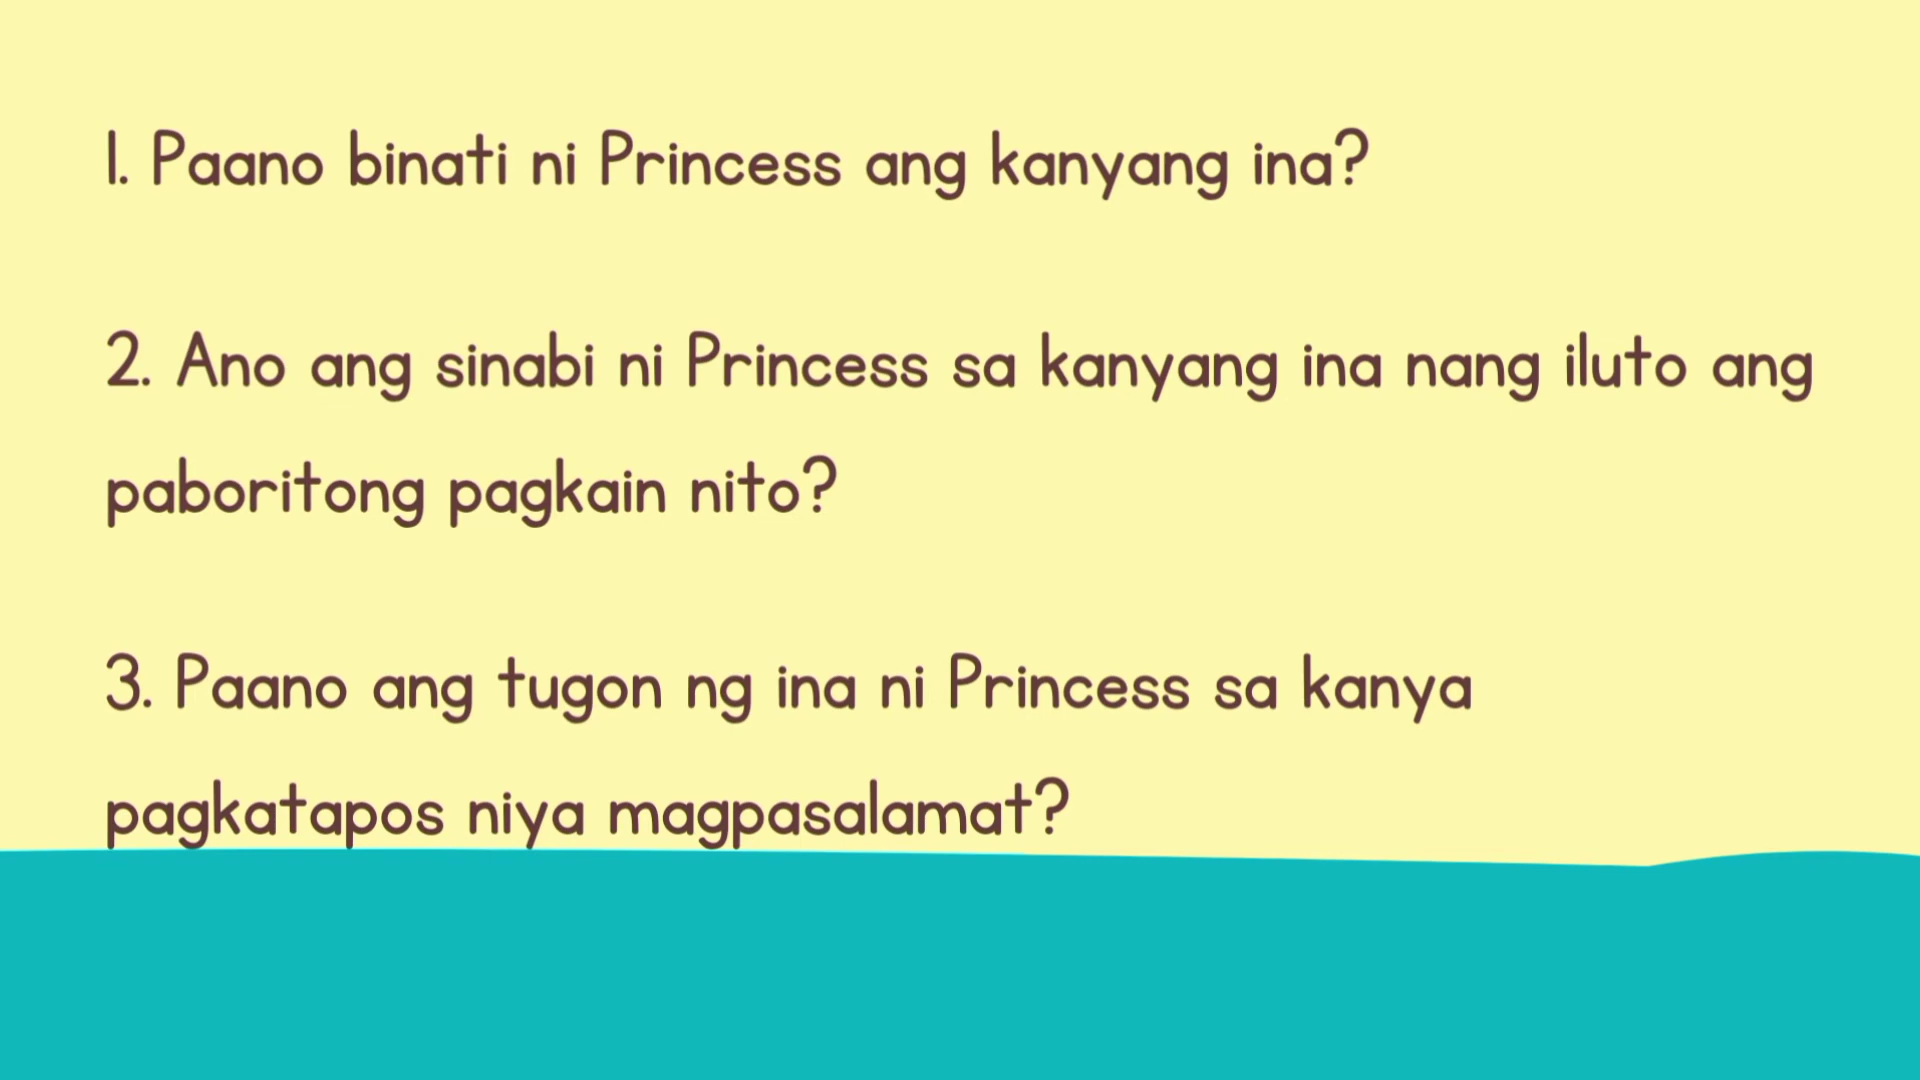 1. Paano binati ni Princess ang kanyang ina?
2. Ano ang sinabi ni Princess sa kanyang ina nang iluto ang
paboritong pagkain nito?
3. Paano ang tugon ng ina ni Princess sa kanya
pagkatapos niya magpasalamat?